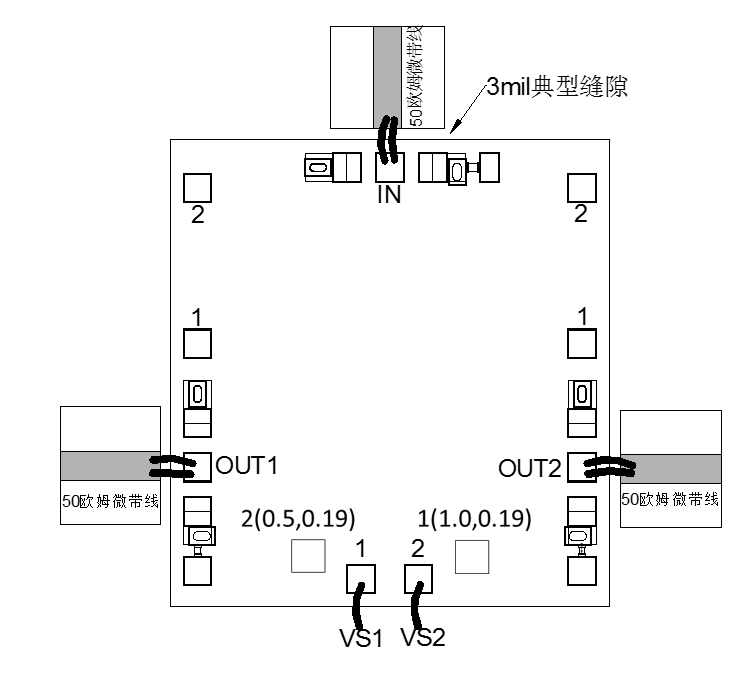 50欧姆微带线
3mil典型缝隙
IN
2
2
1
1
OUT1
OUT2
50欧姆微带线
50欧姆微带线
2(0.5,0.19)
1(1.0,0.19)
1
2
VS1
VS2